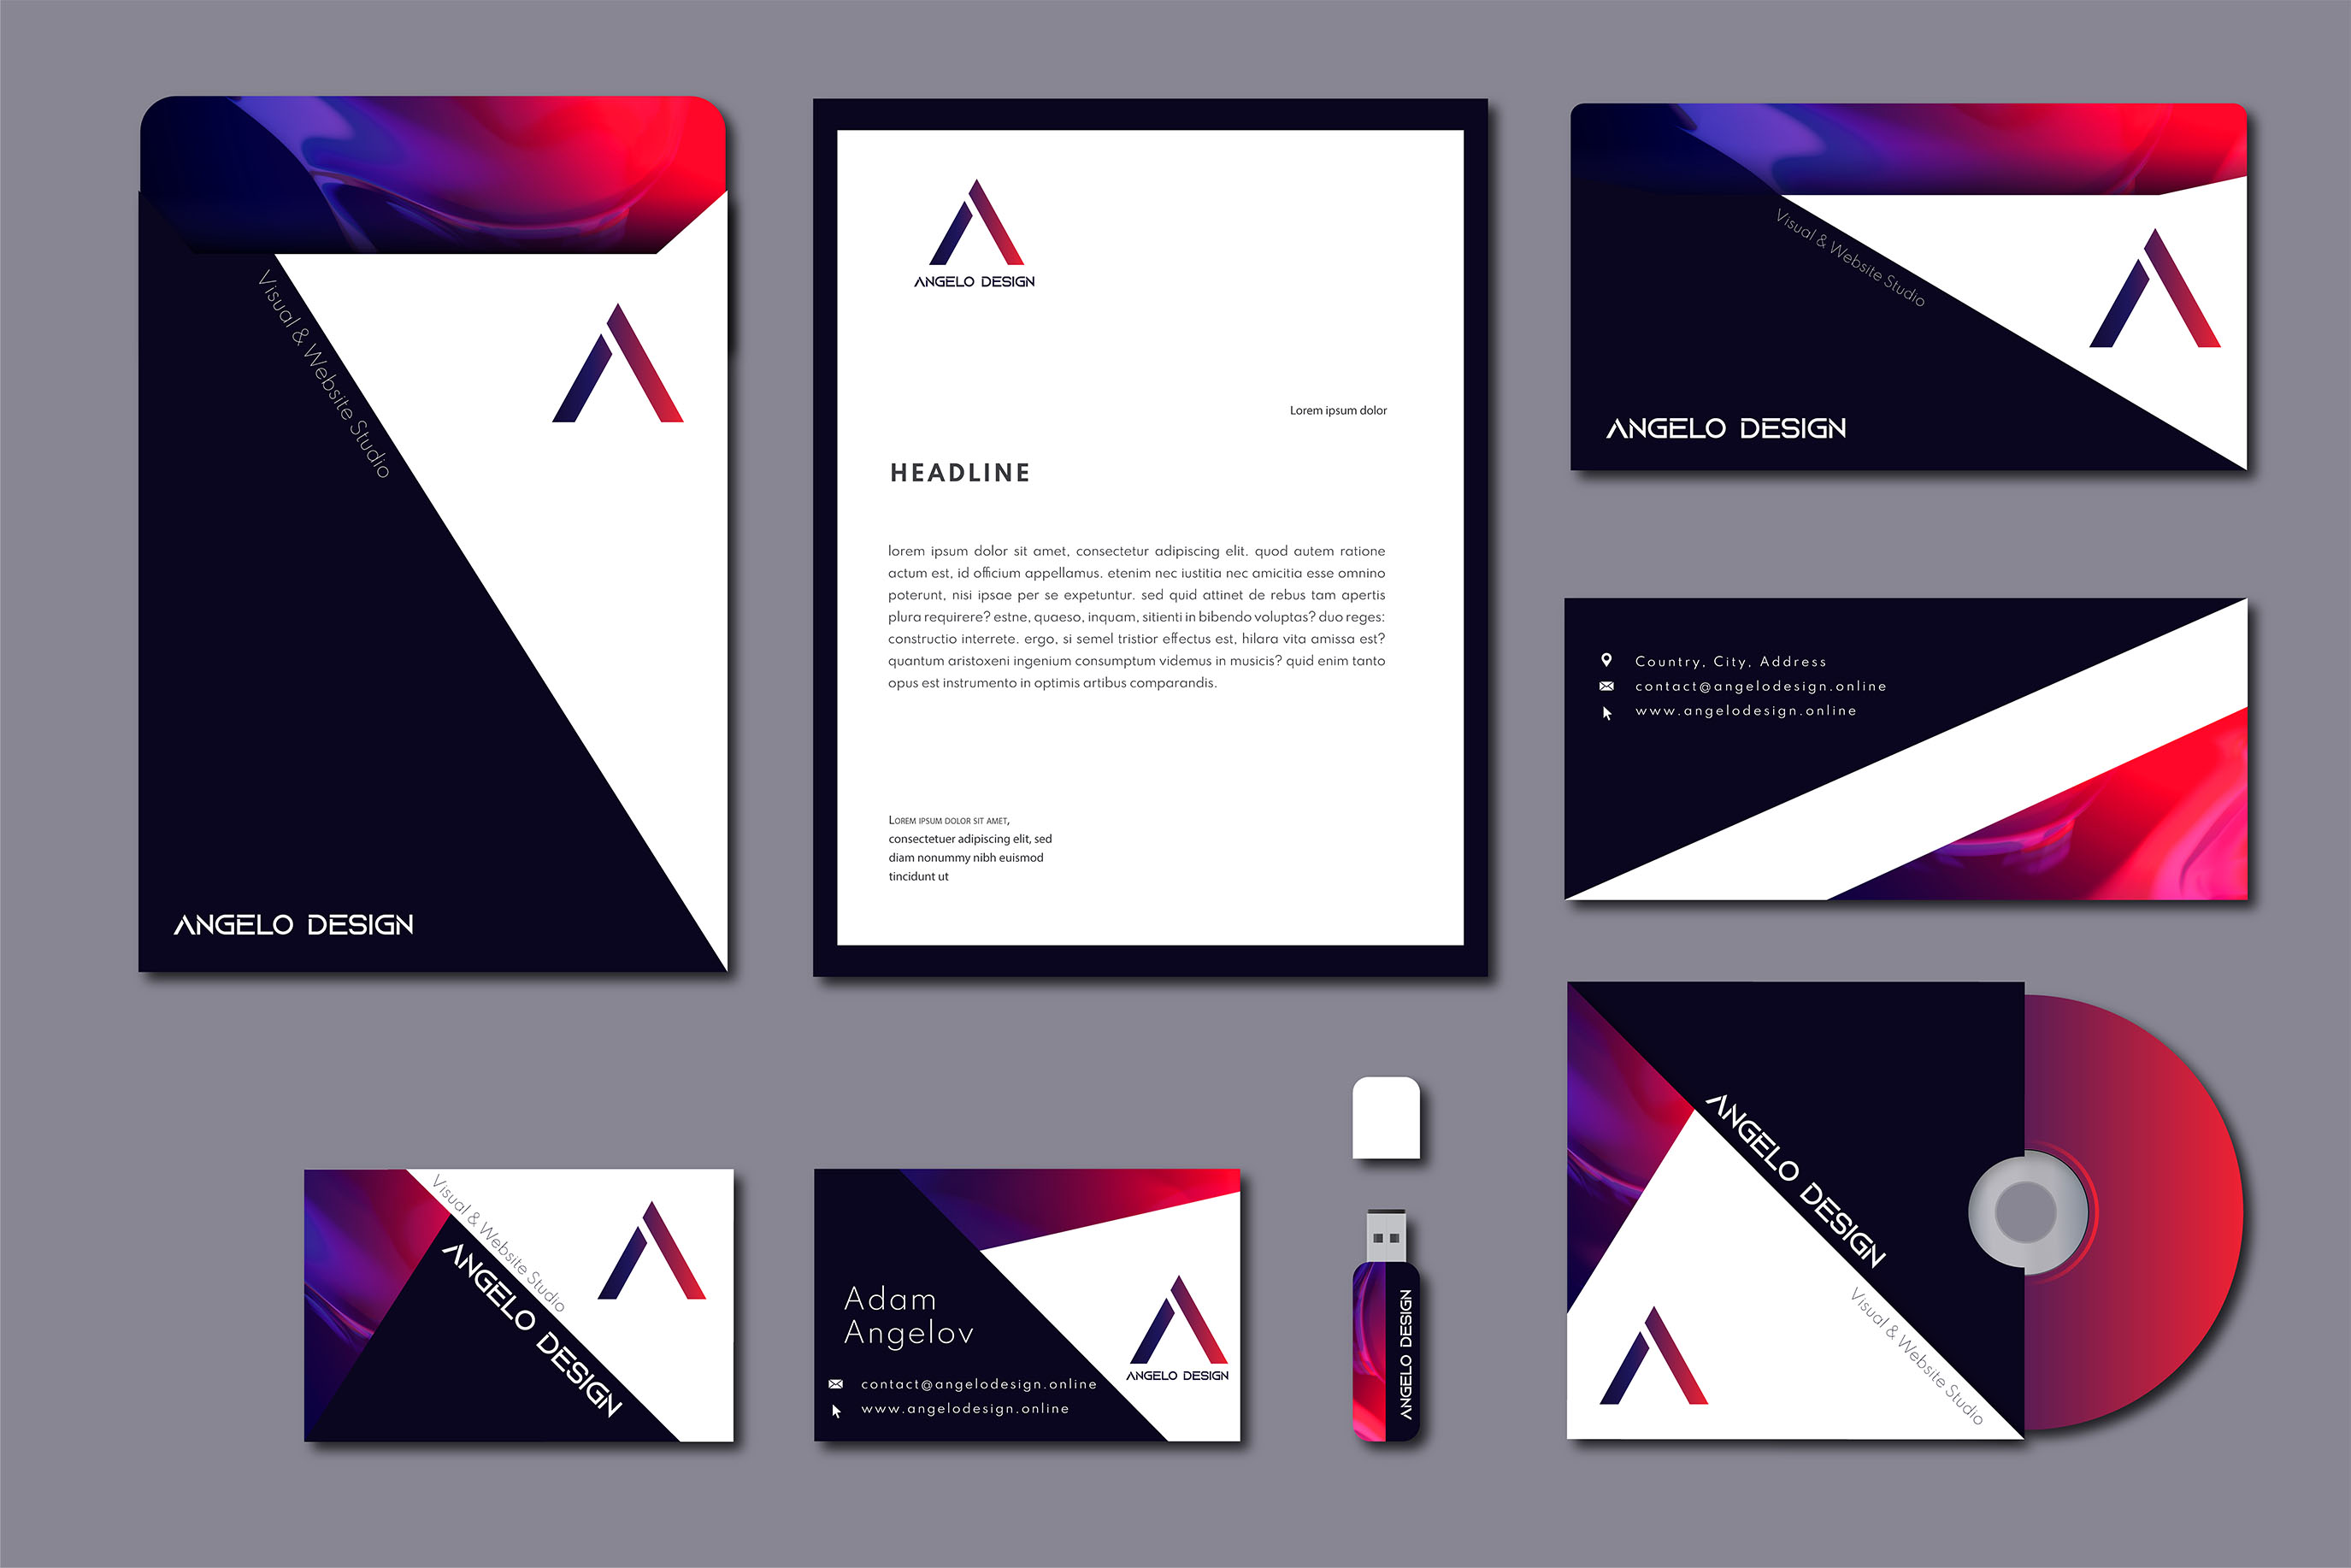 Visual & Website Studio
ANGELO DESIGN
ANGELO DESIGN
Lorem ipsum dolor
HEADLINE
lorem ipsum dolor sit amet, consectetur adipiscing elit. quod autem ratione
actum est, id officium appellamus. etenim nec iustitia nec amicitia esse omnino
poterunt, nisi ipsae per se expetuntur. sed quid attinet de rebus tam apertis
plura requirere? estne, quaeso, inquam, sitienti in bibendo voluptas? duo reges:
constructio interrete. ergo, si semel tristior effectus est, hilara vita amissa est?
quantum aristoxeni ingenium consumptum videmus in musicis? quid enim tanto
opus est instrumento in optimis artibus comparandis.
Lorem ipsum dolor sit amet,
consectetuer adipiscing elit, sed
diam nonummy nibh euismod
tincidunt ut
Visual & Website Studio
ANGELO DESIGN
Country, City, Address
contact@angelodesign.online
www.angelodesign.online
Visual & Website Studio
ANGELO DESIGN
Adam
Angelov
contact@angelodesign.online
www.angelodesign.online
ANGELO DESIGN
ANGELO DESIGN
ANGELO DESIGN
Visual & Website Studio